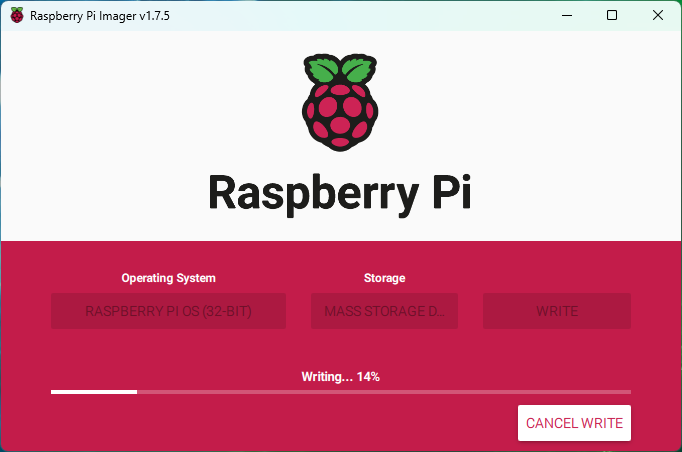 Raspberry Pi Imager v1.7.5
Raspberry Pi
Operating System
Storage
RASPBERRY PI OS (32-BIT)
MASS STORAGE D...
WRITE
Writing... 14%
CANCEL WRITE